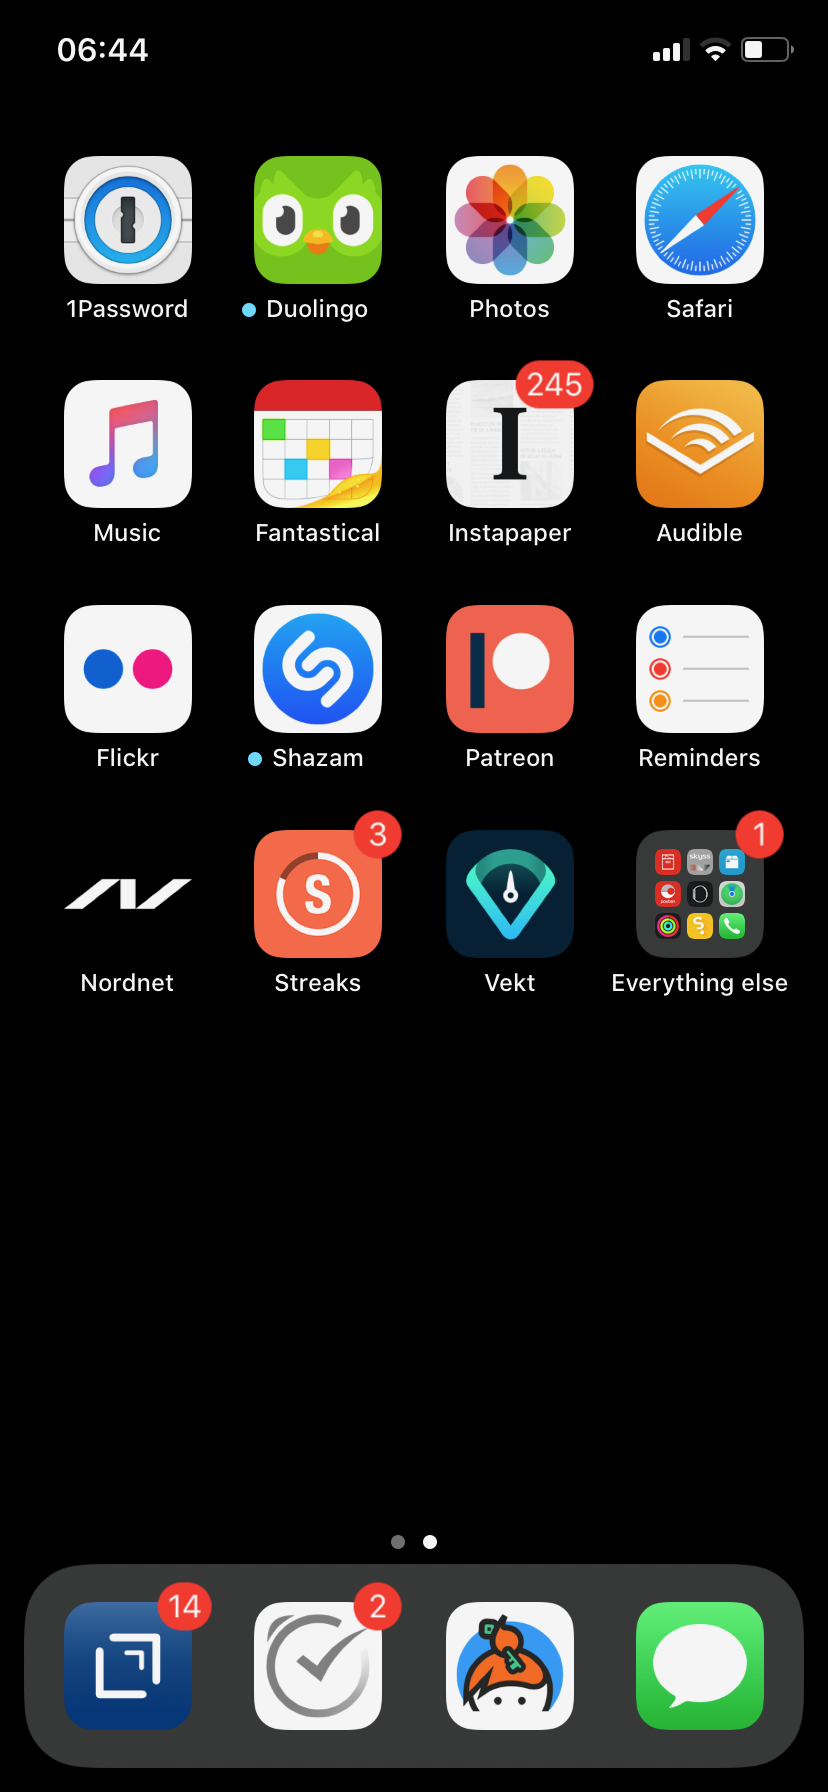 06:44
1Password
Duolingo
Photos
Safari
245
I
Music
Fantastical
Instapaper
Audible
Flickr
Shazam
Patreon
Reminders
3
S
1
skyss
Nordnet
Streaks
Vekt
Everything else
14
2